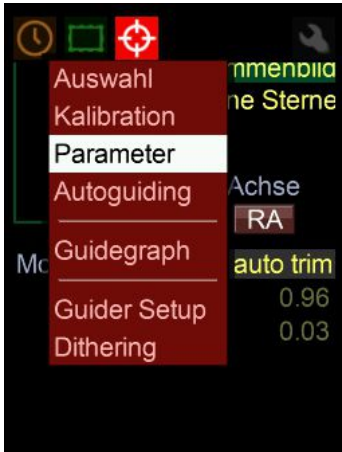 Auswahl
Kalibration
Parameter
Autoguiding
Guidegraph
Guider Setup
Dithering
mmenbild
ne Sterne
Achse
RA
Mo
auto trim
0.96
0.03